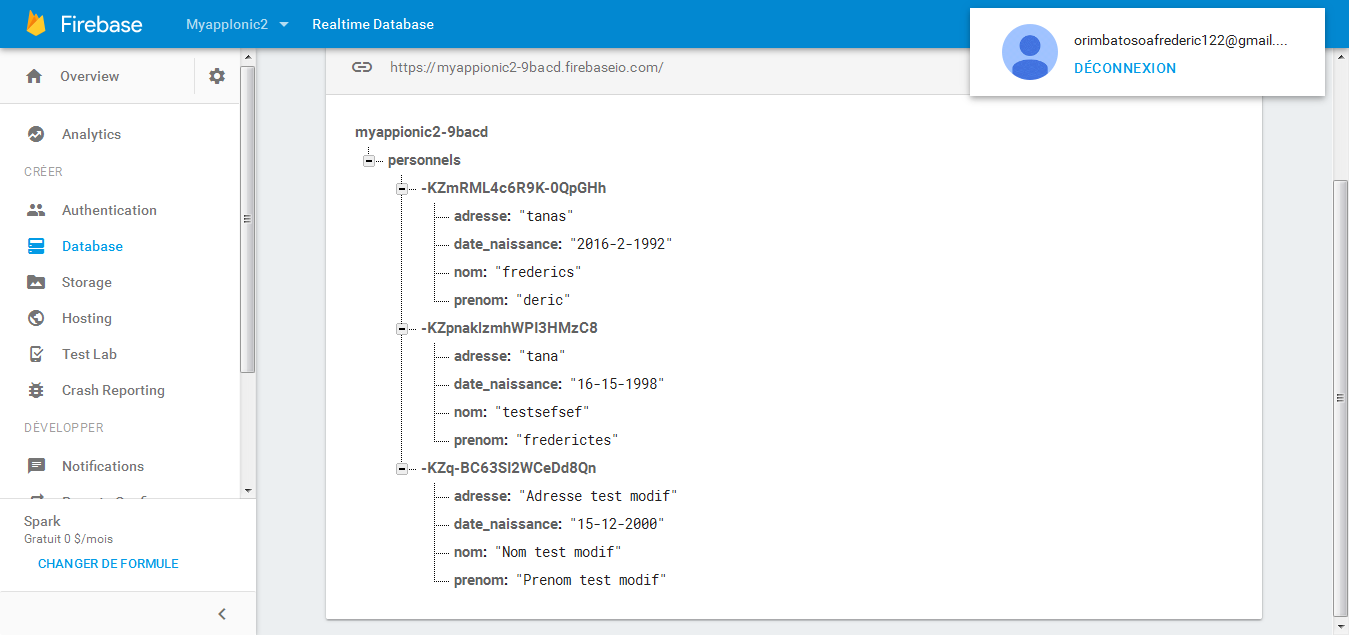 Firebase
MyappIonic2
Realtime Database
orimbatosoafrederic122@gmail....
DÉCONNEXION
Overview
Analytics
CRÉER
Authentication
Database
Storage
Hosting
Test Lab
Crash Reporting
DÉVELOPPER
Notifications
Spark
Gratuit 0 $/mois
CHANGER DE FORMULE
https://myappionic2-9bacd.firebaseio.com/
myappionic2-9bacd
personnels
-KZmRML4c6R9K-0QpGHh
adresse: "tanas"
date_naissance: "2016-2-1992"
nom: "frederics"
prenom: "deric"
-KZpnaklzmhWPI3HMzC8
adresse: "tana"
date_naissance: "16-15-1998"
nom: "testsefsef"
prenom: "frederictes"
-KZq-BC63SI2WCeDd8Qn
adresse: "Adresse test modif"
date_naissance: "15-12-2000"
nom: "Nom test modif"
prenom: "Prenom test modif"